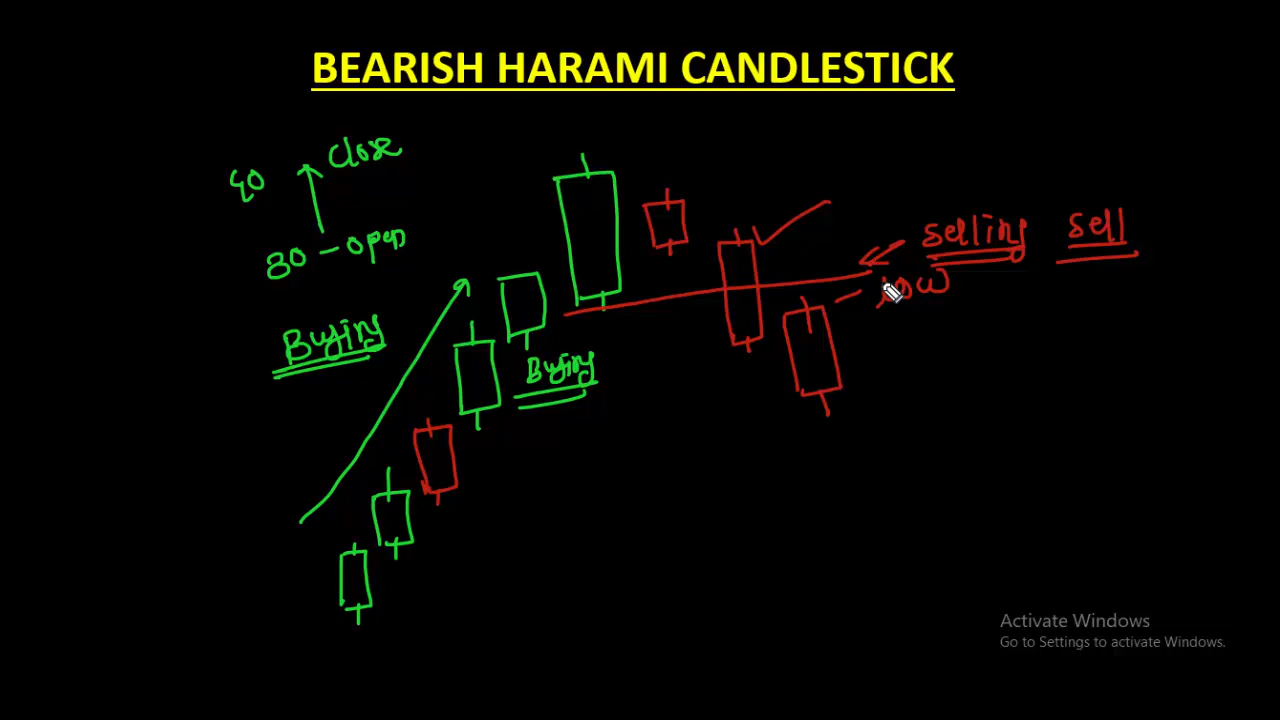 BEARISH HARAMI CANDLESTICK
close
80 - open
Buying
Buying
selling sell
Activate Windows
Go to Settings to activate Windows.